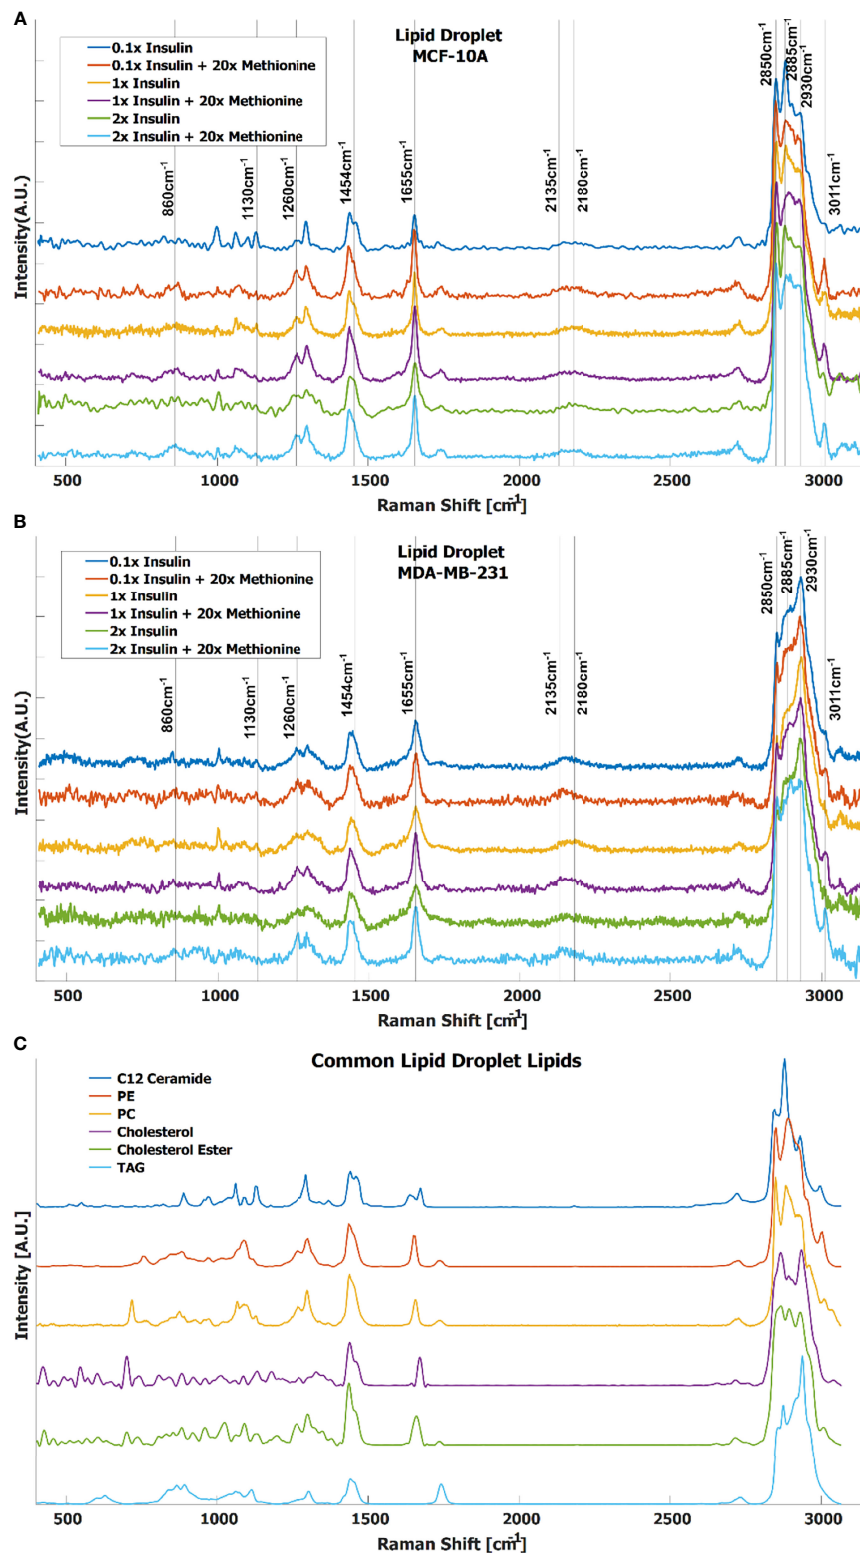 A
Lipid Droplet
MCF-10A
0.1x Insulin
0.1x Insulin + 20x Methionine
1x Insulin
1x Insulin + 20x Methionine
2x Insulin
2x Insulin + 20x Methionine
860cm-1
1130cm-1
1260cm-1
1454cm-1
1655cm-1
2135cm-1
2180cm-1
2850cm-1
2885cm-1
2930cm-1
3011cm-1
Intensity(A.U.)
500 1000 1500 2000 2500 3000
Raman Shift [cm-1]
B
Lipid Droplet
MDA-MB-231
0.1x Insulin
0.1x Insulin + 20x Methionine
1x Insulin
1x Insulin + 20x Methionine
2x Insulin
2x Insulin + 20x Methionine
860cm-1
1130cm-1
1260cm-1
1454cm-1
1655cm-1
2135cm-1
2180cm-1
2850cm-1
2885cm-1
2930cm-1
3011cm-1
Intensity(A.U.)
500 1000 1500 2000 2500 3000
Raman Shift [cm-1]
C
Common Lipid Droplet Lipids
C12 Ceramide
PE
PC
Cholesterol
Cholesterol Ester
TAG
Intensity [A.U.]
500 1000 1500 2000 2500 3000
Raman Shift [cm-1]